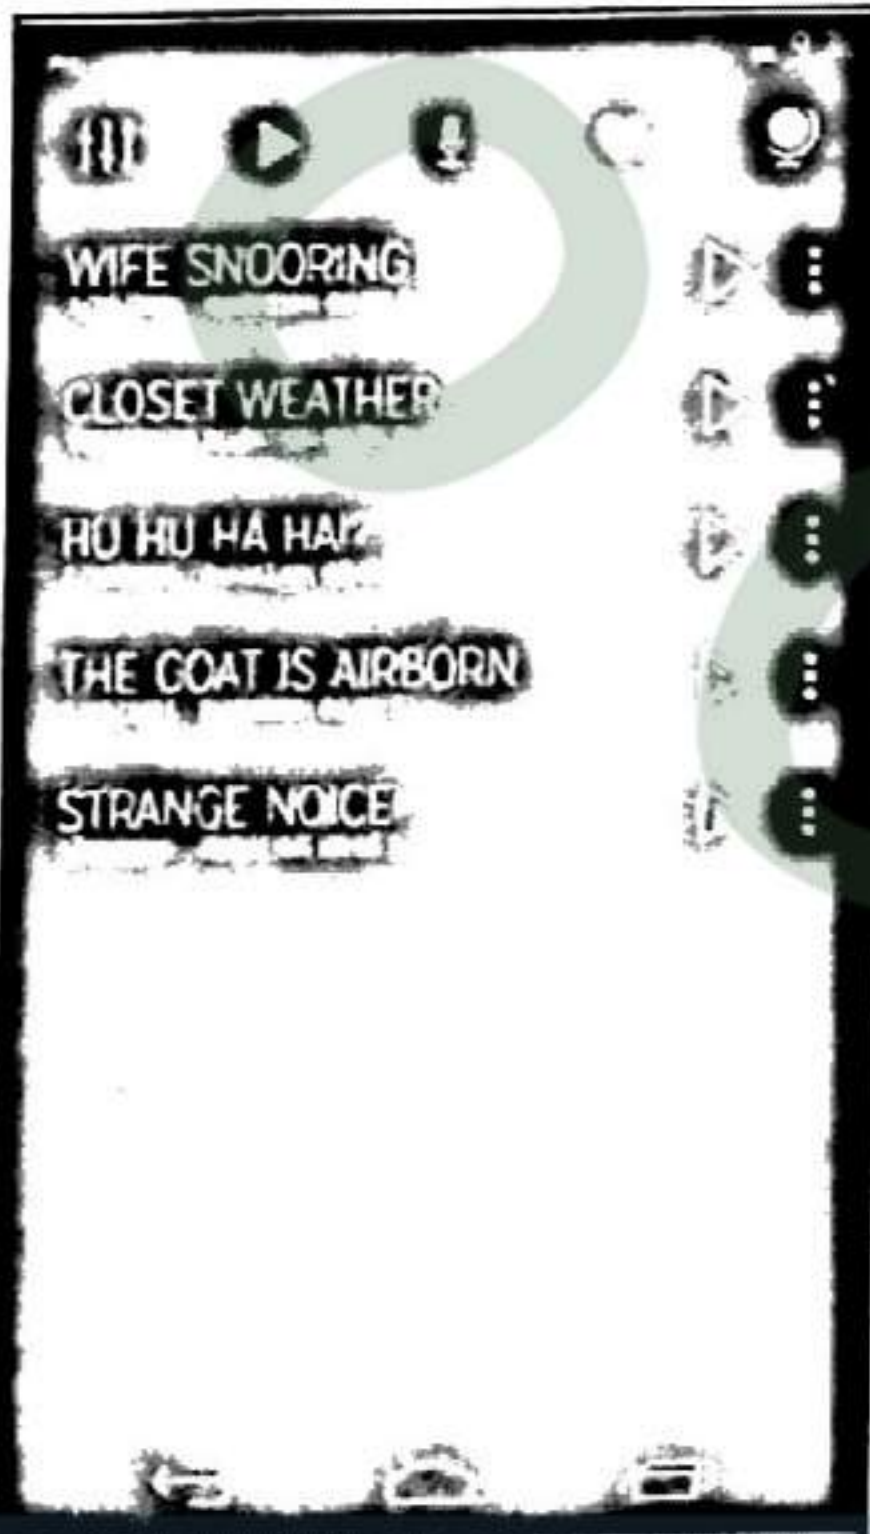 WIFE SNOORING
CLOSET WEATHER
HU HU HA HA!?
THE GOAT IS AIRBORN
STRANGE NOICE